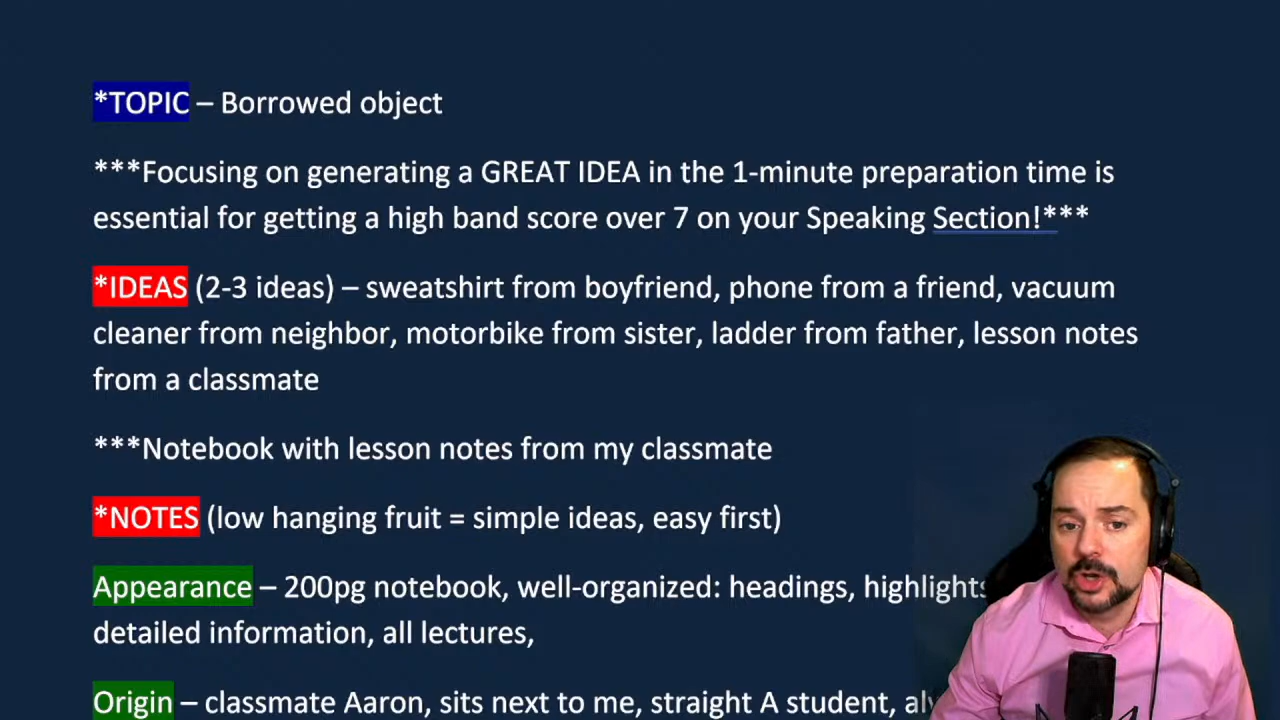 *TOPIC – Borrowed object
***Focusing on generating a GREAT IDEA in the 1-minute preparation time is
essential for getting a high band score over 7 on your Speaking Section!***
*IDEAS (2-3 ideas) – sweatshirt from boyfriend, phone from a friend, vacuum
cleaner from neighbor, motorbike from sister, ladder from father, lesson notes
from a classmate
***Notebook with lesson notes from my classmate
*NOTES (low hanging fruit = simple ideas, easy first)
Appearance – 200pg notebook, well-organized: headings, highlights
detailed information, all lectures,
Origin – classmate Aaron, sits next to me, straight A student,